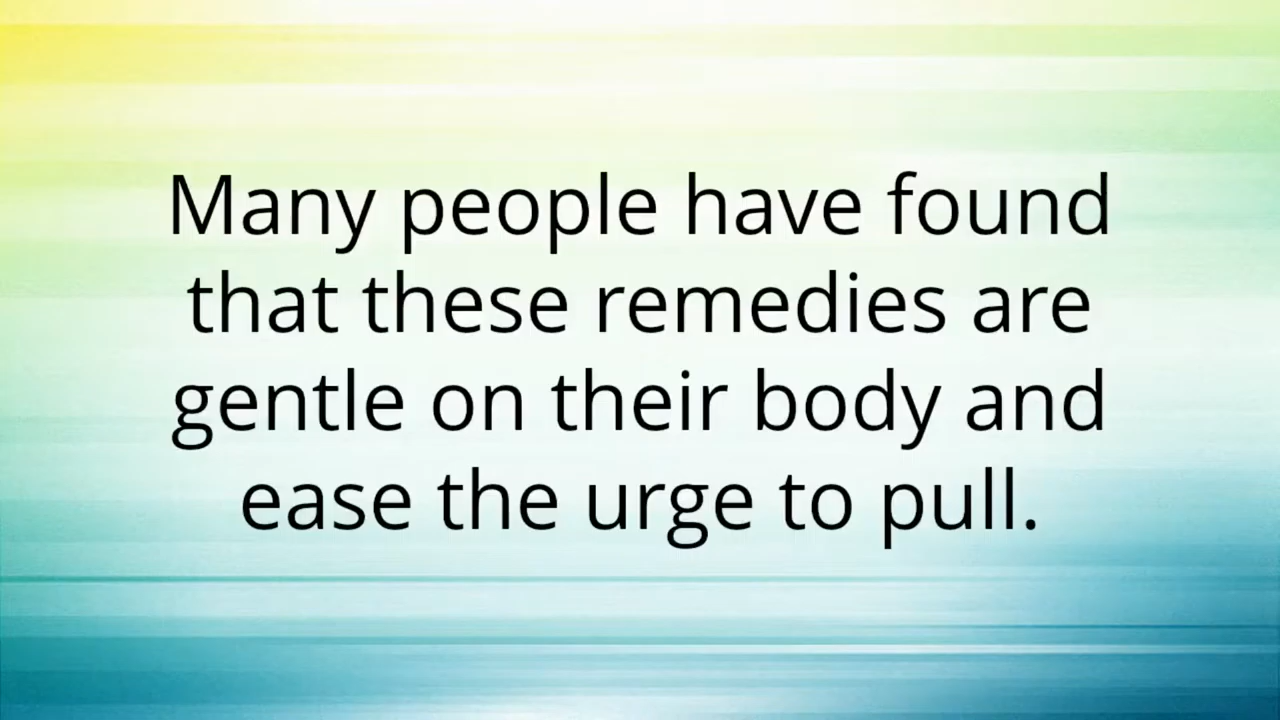 Many people have found
that these remedies are
gentle on their body and
ease the urge to pull.